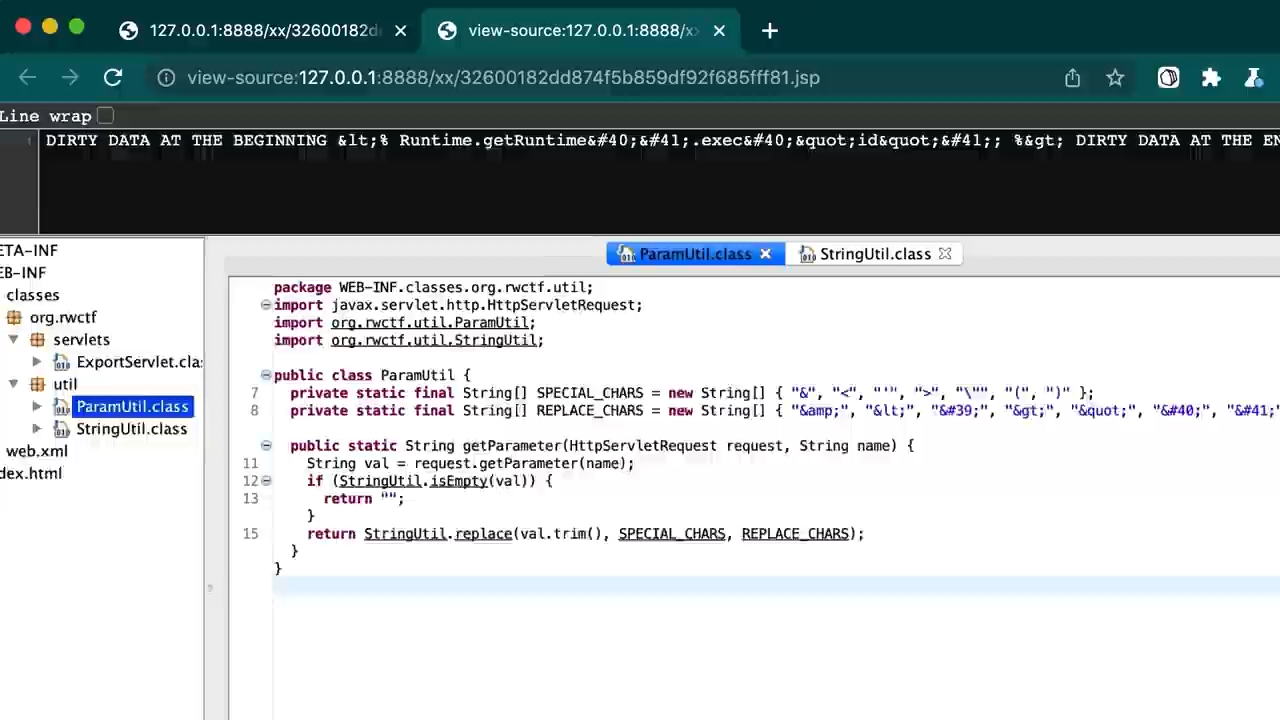 127.0.0.1:8888/xx/32600182d
view-source:127.0.0.1:8888/xx
view-source:127.0.0.1:8888/xx/32600182dd874f5b859df92f685fff81.jsp
Line wrap
DIRTY DATA AT THE BEGINNING &lt;% Runtime.getRuntime&#40;&#41;.exec&#40;&quot;id&quot;&#41;; %&gt; DIRTY DATA AT THE EN
ETA-INF
EB-INF
classes
org.rwctf
servlets
ExportServlet.cla
util
ParamUtil.class
StringUtil.class
web.xml
dex.html
ParamUtil.class
StringUtil.class
package WEB-INF.classes.org.rwctf.util;
import javax.servlet.http.HttpServletRequest;
import org.rwctf.util.ParamUtil;
import org.rwctf.util.StringUtil;
public class ParamUtil {
7 private static final String[] SPECIAL_CHARS = new String[] { "&", "<", "'", ">", "\"", "(", ")" };
8 private static final String[] REPLACE_CHARS = new String[] { "&amp;", "&lt;", "&#39;", "&gt;", "&quot;", "&#40;", "&#41;"
public static String getParameter(HttpServletRequest request, String name) {
11 String val = request.getParameter(name);
12 if (StringUtil.isEmpty(val)) {
13 return "";
}
15 return StringUtil.replace(val.trim(), SPECIAL_CHARS, REPLACE_CHARS);
}
}